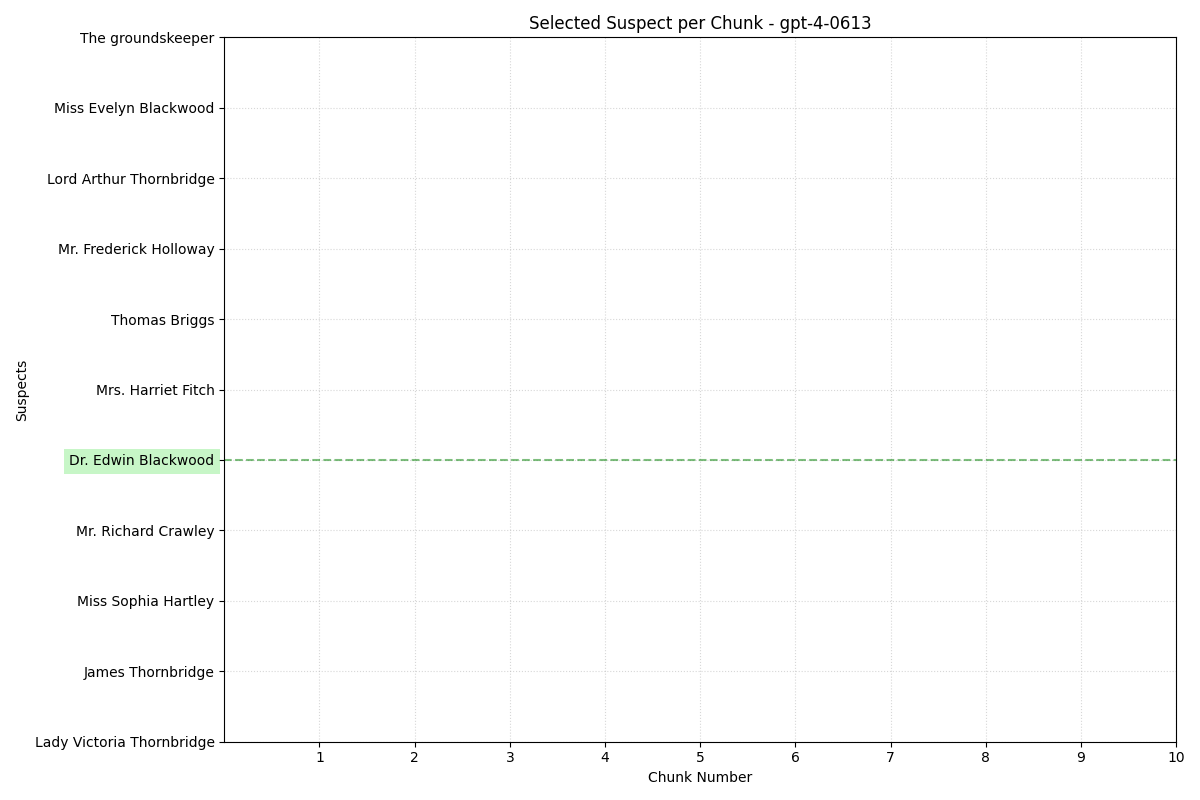 Selected Suspect per Chunk - gpt-4-0613
The groundskeeper
Miss Evelyn Blackwood
Lord Arthur Thornbridge
Mr. Frederick Holloway
Thomas Briggs
Mrs. Harriet Fitch
Dr. Edwin Blackwood
Mr. Richard Crawley
Miss Sophia Hartley
James Thornbridge
Lady Victoria Thornbridge
Suspects
1 2 3 4 5 6 7 8 9 10
Chunk Number